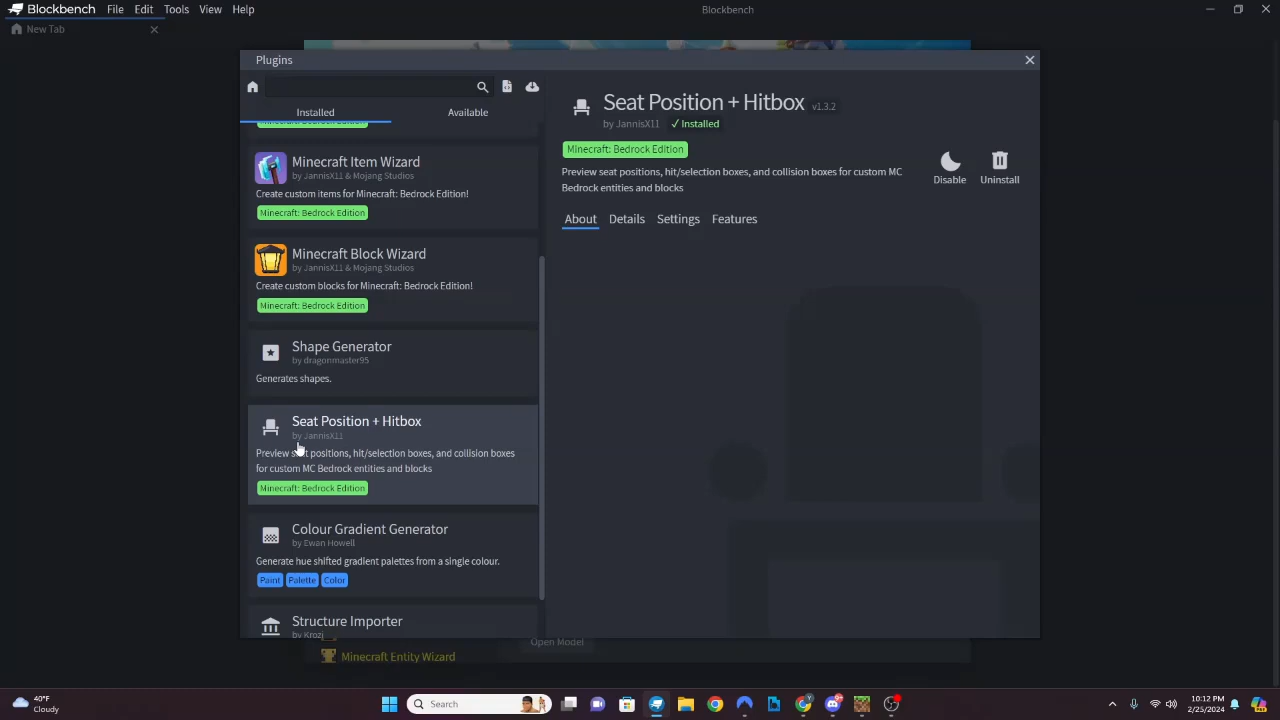 Blockbench File Edit Tools View Help
Blockbench
New Tab
Plugins
Installed Available
Minecraft: Bedrock Edition
Minecraft Item Wizard
by JannisX11 & Mojang Studios
Create custom items for Minecraft: Bedrock Edition!
Minecraft: Bedrock Edition
Minecraft Block Wizard
by JannisX11 & Mojang Studios
Create custom blocks for Minecraft: Bedrock Edition!
Minecraft: Bedrock Edition
Shape Generator
by dragonmaster95
Generates shapes.
Seat Position + Hitbox
by JannisX11
Preview seat positions, hit/selection boxes, and collision boxes
for custom MC Bedrock entities and blocks
Minecraft: Bedrock Edition
Colour Gradient Generator
by Ewan Howell
Generate hue shifted gradient palettes from a single colour.
Paint Palette Color
Structure Importer
by Krozi
Seat Position + Hitbox v1.3.2
by JannisX11 ✓ Installed
Minecraft: Bedrock Edition
Preview seat positions, hit/selection boxes, and collision boxes for custom MC
Bedrock entities and blocks
Disable Uninstall
About Details Settings Features
Open Model
Minecraft Entity Wizard
40°F
Cloudy
Search
10:12 PM
2/25/2024